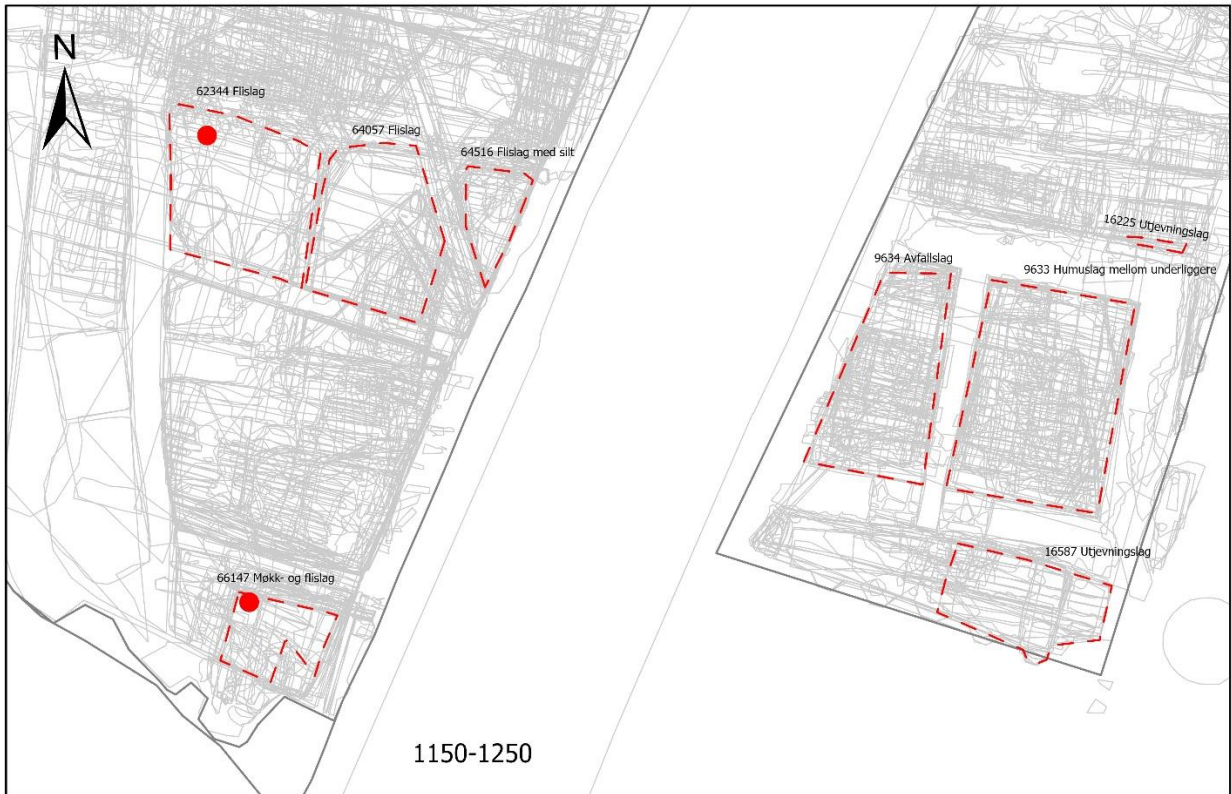 N
62344 Flislag
64057 Flislag
64516 Flislag med silt
16225 Utjevningslag
9634 Avfallslag
9633 Humuslag mellom underliggere
16587 Utjevningslag
66147 Møkk- og flislag
1150-1250